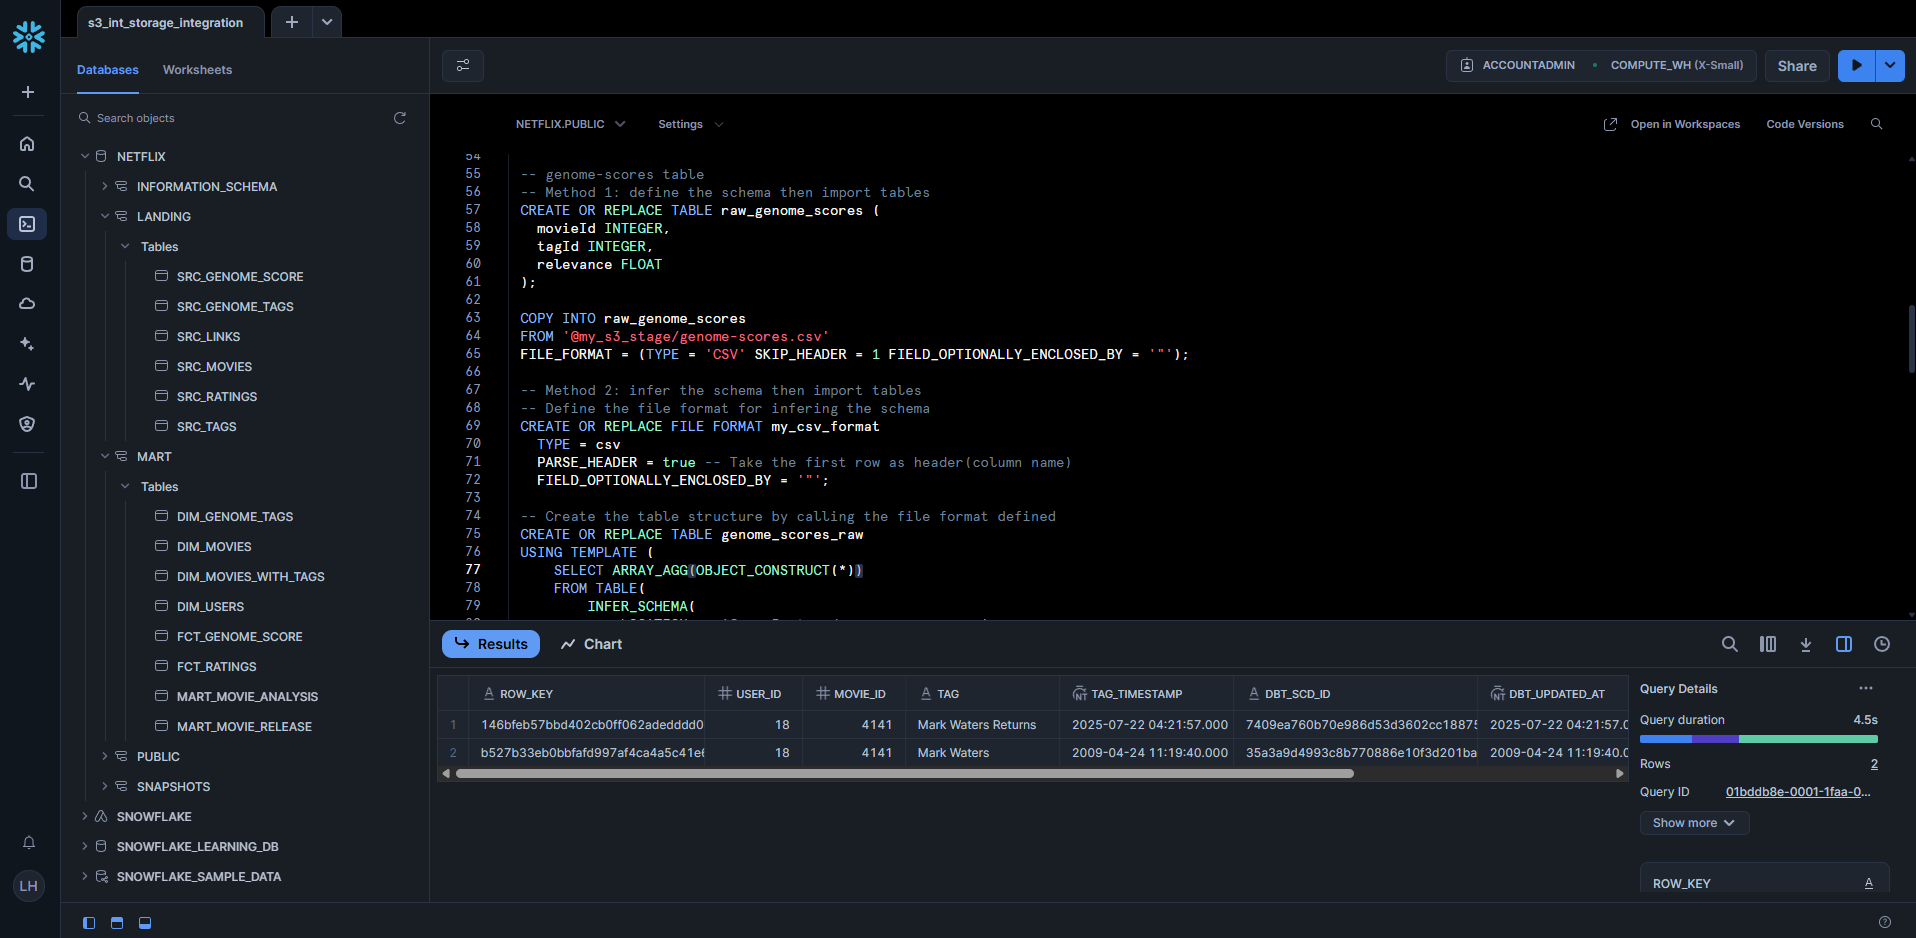 s3_int_storage_integration
Databases
Worksheets
ACCOUNTADMIN
COMPUTE_WH (X-Small)
Share
Search objects
NETFLIX
INFORMATION_SCHEMA
LANDING
Tables
SRC_GENOME_SCORE
SRC_GENOME_TAGS
SRC_LINKS
SRC_MOVIES
SRC_RATINGS
SRC_TAGS
MART
Tables
DIM_GENOME_TAGS
DIM_MOVIES
DIM_MOVIES_WITH_TAGS
DIM_USERS
FCT_GENOME_SCORE
FCT_RATINGS
MART_MOVIE_ANALYSIS
MART_MOVIE_RELEASE
PUBLIC
SNAPSHOTS
SNOWFLAKE
SNOWFLAKE_LEARNING_DB
SNOWFLAKE_SAMPLE_DATA
LH
NETFLIX.PUBLIC
Settings
Open in Workspaces
Code Versions
54
55 -- genome-scores table
56 -- Method 1: define the schema then import tables
57 CREATE OR REPLACE TABLE raw_genome_scores (
58 movieId INTEGER,
59 tagId INTEGER,
60 relevance FLOAT
61 );
62
63 COPY INTO raw_genome_scores
64 FROM '@my_s3_stage/genome-scores.csv'
65 FILE_FORMAT = (TYPE = 'CSV' SKIP_HEADER = 1 FIELD_OPTIONALLY_ENCLOSED_BY = '"');
66
67 -- Method 2: infer the schema then import tables
68 -- Define the file format for infering the schema
69 CREATE OR REPLACE FILE FORMAT my_csv_format
70 TYPE = csv
71 PARSE_HEADER = true -- Take the first row as header(column name)
72 FIELD_OPTIONALLY_ENCLOSED_BY = '"';
73
74 -- Create the table structure by calling the file format defined
75 CREATE OR REPLACE TABLE genome_scores_raw
76 USING TEMPLATE (
77 SELECT ARRAY_AGG(OBJECT_CONSTRUCT(*))
78 FROM TABLE(
79 INFER_SCHEMA(
Results
Chart
ROW_KEY USER_ID MOVIE_ID TAG TAG_TIMESTAMP DBT_SCD_ID DBT_UPDATED_AT
1 146bfeb57bbd402cb0ff062adedddd0 18 4141 Mark Waters Returns 2025-07-22 04:21:57.000 7409ea760b70e986d53d3602cc18875 2025-07-22 04:21:57.0
2 b527b33eb0bbfafd997af4ca4a5c41e6 18 4141 Mark Waters 2009-04-24 11:19:40.000 35a3a9d4993c8b770886e10f3d201ba 2009-04-24 11:19:40.0
Query Details
Query duration 4.5s
Rows 2
Query ID 01bddb8e-0001-1faa-0...
Show more
ROW_KEY A